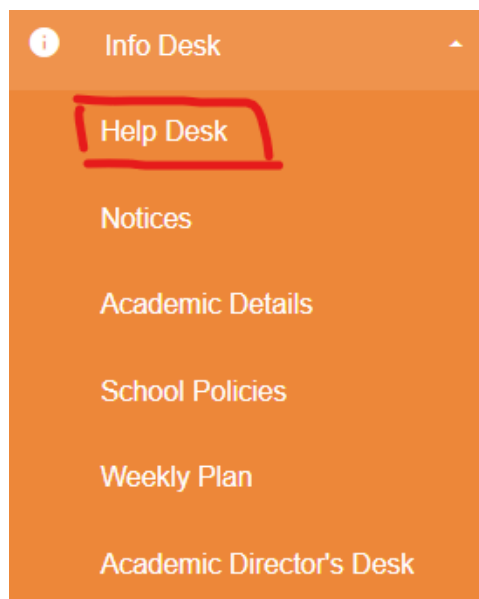 Info Desk
Help Desk
Notices
Academic Details
School Policies
Weekly Plan
Academic Director's Desk